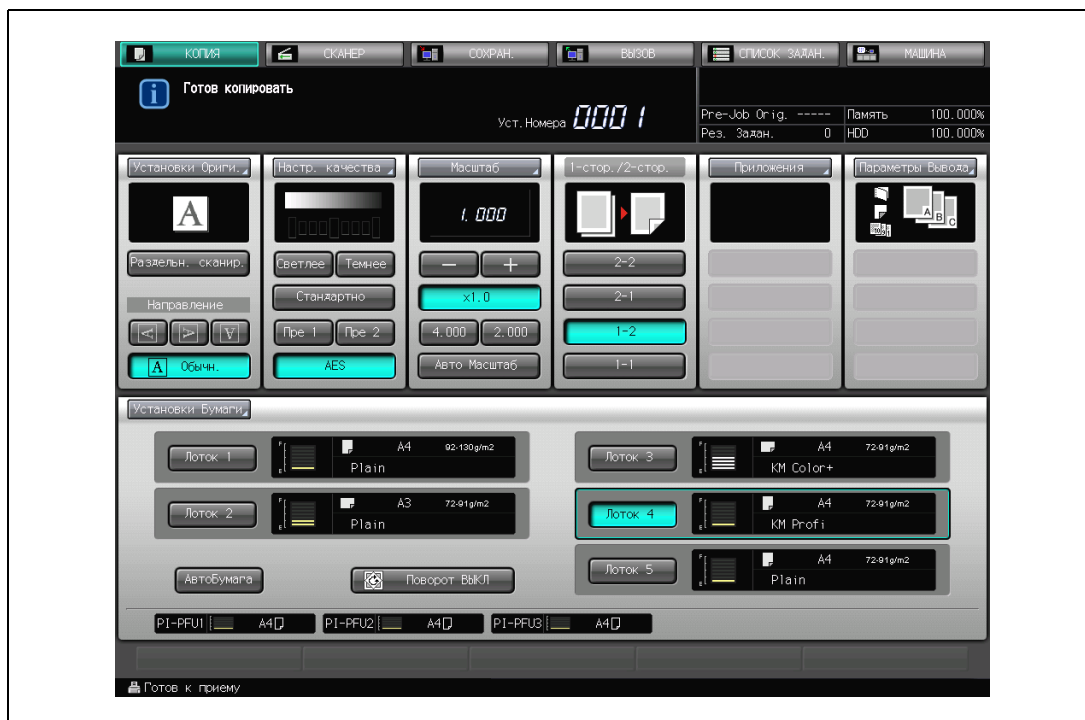 КОПИЯ СКАНЕР СОХРАН. ВЫЗОВ СПИСОК ЗАДАН. МАШИНА
Готов копировать
Уст.Номера 0001
Pre-Job Orig. ----- Память 100.000%
Рез. Задан. 0 HDD 100.000%
Установки Ориги. Настр. качества Масштаб 1-стор./2-стор. Приложения Параметры Вывода
A 1.000 A B C
Раздельн. сканир. Светлее Темнее − + 2-2
Направление Стандартно x1.0 2-1
A A A Пре 1 Пре 2 4.000 2.000 1-2
A Обычн. AES Авто Масштаб 1-1
Установки Бумаги
Лоток 1 F E A4 92-130g/m2
Plain
Лоток 2 F E A3 72-91g/m2
Plain
Лоток 3 F E A4 72-91g/m2
KM Color+
Лоток 4 F E A4 72-91g/m2
KM Profi
Лоток 5 F E A4 72-91g/m2
Plain
АвтоБумага Поворот ВЫКЛ
PI-PFU1 A4 PI-PFU2 A4 PI-PFU3 A4
Готов к приему